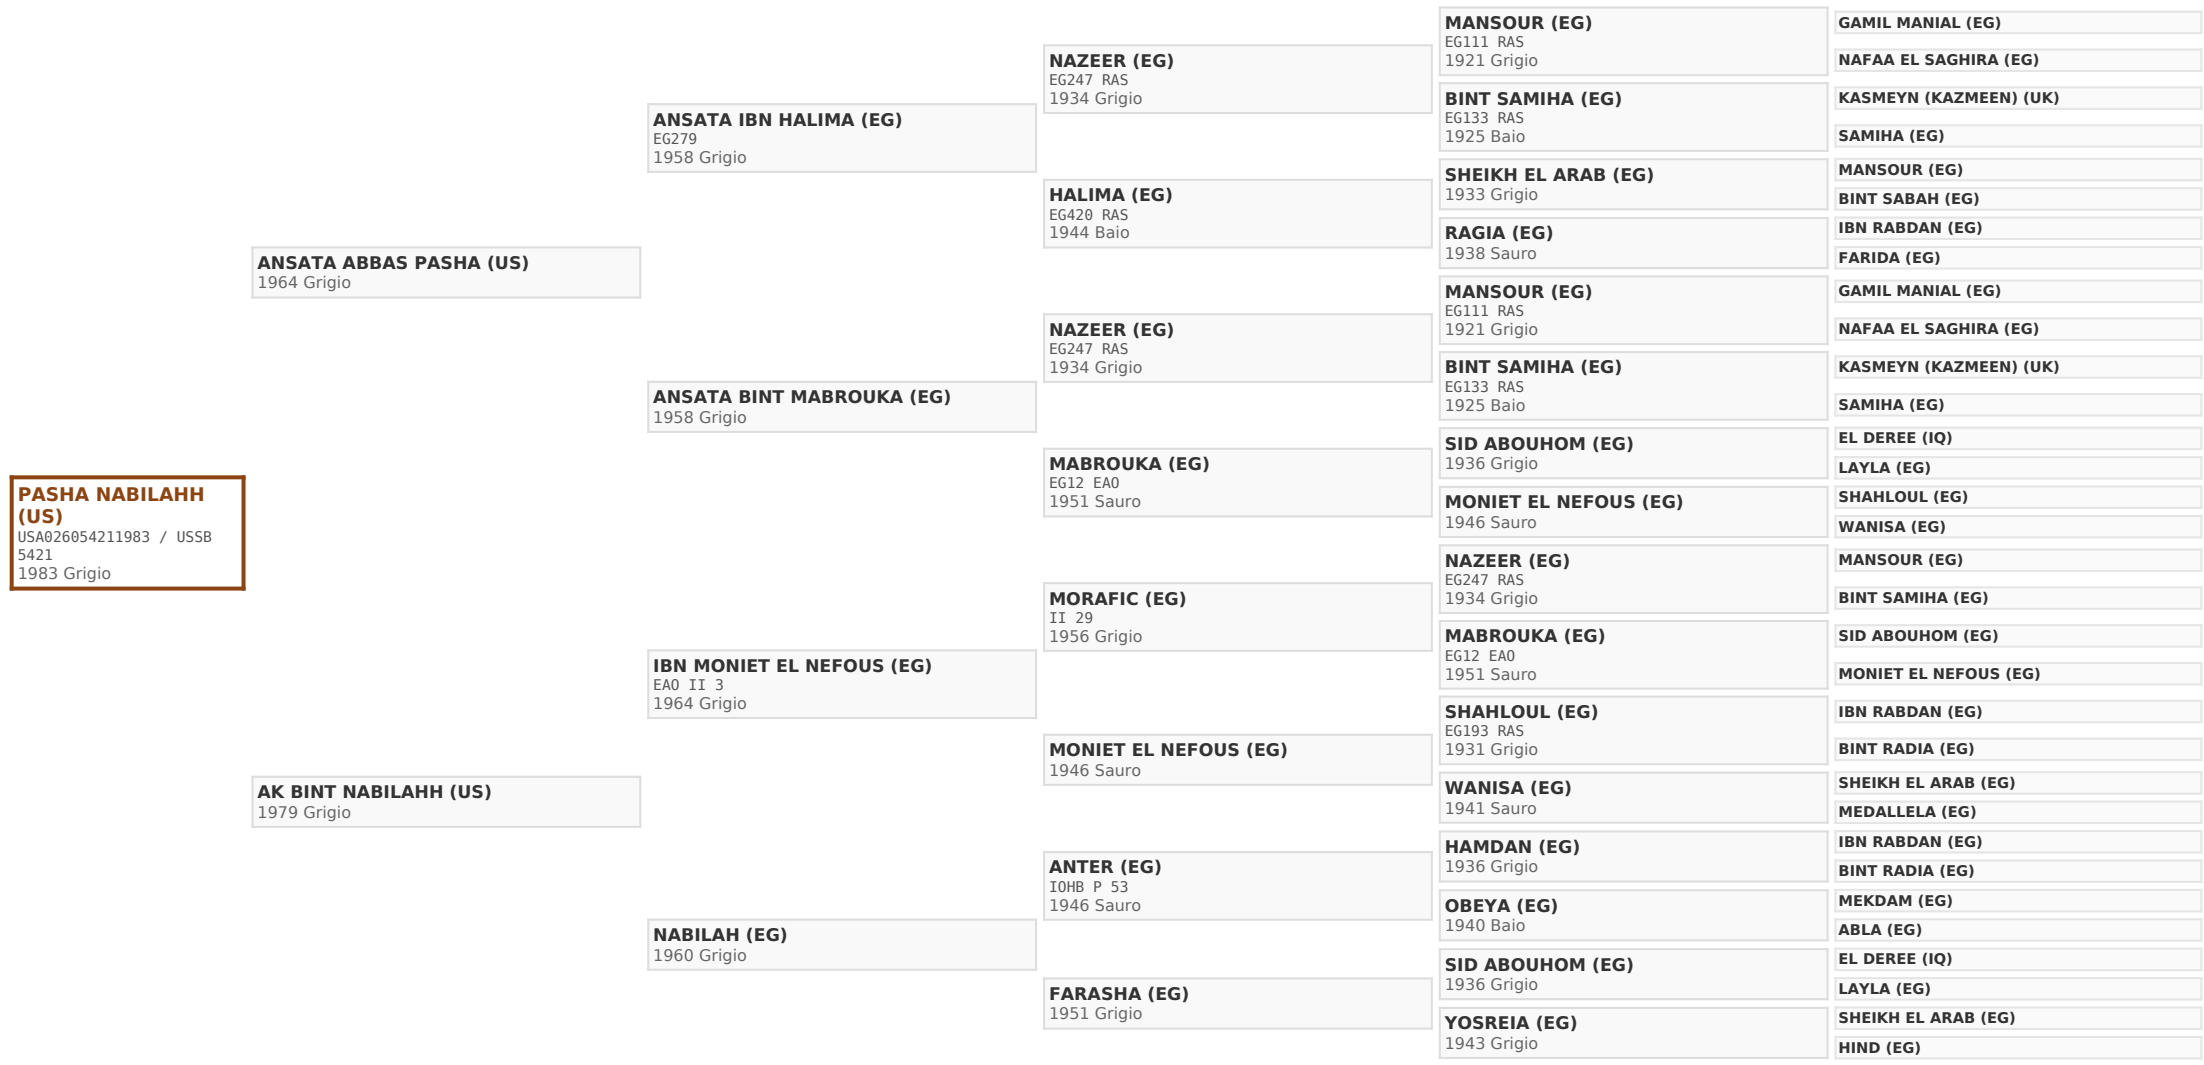 PASHA NABILAHH
(US)
USA026054211983 / USSB
5421
1983 Grigio
ANSATA ABBAS PASHA (US)
1964 Grigio
AK BINT NABILAHH (US)
1979 Grigio
ANSATA IBN HALIMA (EG)
EG279
1958 Grigio
ANSATA BINT MABROUKA (EG)
1958 Grigio
IBN MONIET EL NEFOUS (EG)
EAO II 3
1964 Grigio
NABILAH (EG)
1960 Grigio
NAZEER (EG)
EG247 RAS
1934 Grigio
HALIMA (EG)
EG420 RAS
1944 Baio
NAZEER (EG)
EG247 RAS
1934 Grigio
MABROUKA (EG)
EG12 EAO
1951 Sauro
MORAFIC (EG)
II 29
1956 Grigio
MONIET EL NEFOUS (EG)
1946 Sauro
ANTER (EG)
IOHB P 53
1946 Sauro
FARASHA (EG)
1951 Grigio
MANSOUR (EG)
EG111 RAS
1921 Grigio
BINT SAMIHA (EG)
EG133 RAS
1925 Baio
SHEIKH EL ARAB (EG)
1933 Grigio
RAGIA (EG)
1938 Sauro
MANSOUR (EG)
EG111 RAS
1921 Grigio
BINT SAMIHA (EG)
EG133 RAS
1925 Baio
SID ABOUHOM (EG)
1936 Grigio
MONIET EL NEFOUS (EG)
1946 Sauro
NAZEER (EG)
EG247 RAS
1934 Grigio
MABROUKA (EG)
EG12 EAO
1951 Sauro
SHAHLOUL (EG)
EG193 RAS
1931 Grigio
WANISA (EG)
1941 Sauro
HAMDAN (EG)
1936 Grigio
OBEYA (EG)
1940 Baio
SID ABOUHOM (EG)
1936 Grigio
YOSREIA (EG)
1943 Grigio
GAMIL MANIAL (EG)
NAFAA EL SAGHIRA (EG)
KASMEYN (KAZMEEN) (UK)
SAMIHA (EG)
MANSOUR (EG)
BINT SABAH (EG)
IBN RABDAN (EG)
FARIDA (EG)
GAMIL MANIAL (EG)
NAFAA EL SAGHIRA (EG)
KASMEYN (KAZMEEN) (UK)
SAMIHA (EG)
EL DEREE (IQ)
LAYLA (EG)
SHAHLOUL (EG)
WANISA (EG)
MANSOUR (EG)
BINT SAMIHA (EG)
SID ABOUHOM (EG)
MONIET EL NEFOUS (EG)
IBN RABDAN (EG)
BINT RADIA (EG)
SHEIKH EL ARAB (EG)
MEDALLELA (EG)
IBN RABDAN (EG)
BINT RADIA (EG)
MEKDAM (EG)
ABLA (EG)
EL DEREE (IQ)
LAYLA (EG)
SHEIKH EL ARAB (EG)
HIND (EG)